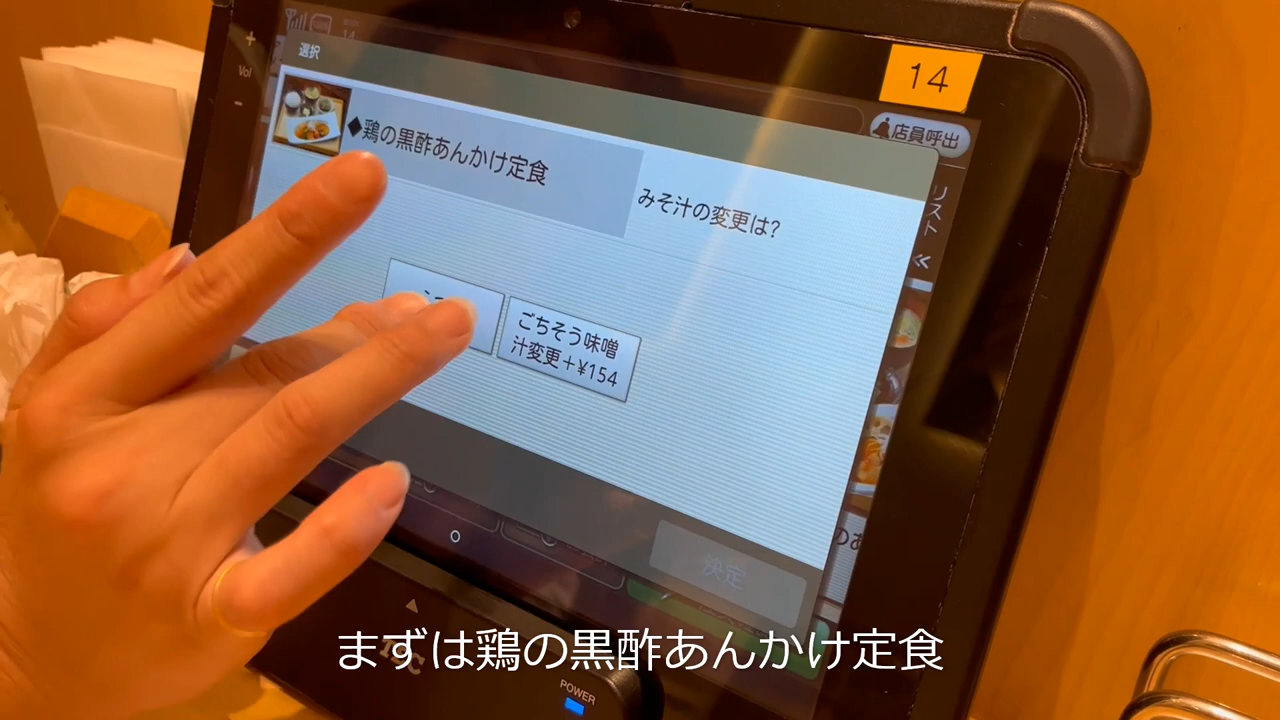 選択
14
店員呼出
◆鶏の黒酢あんかけ定食
みそ汁の変更は?
リスト
Vol
ごちそう味噌
汁変更+¥154
決定
まずは鶏の黒酢あんかけ定食
POWER